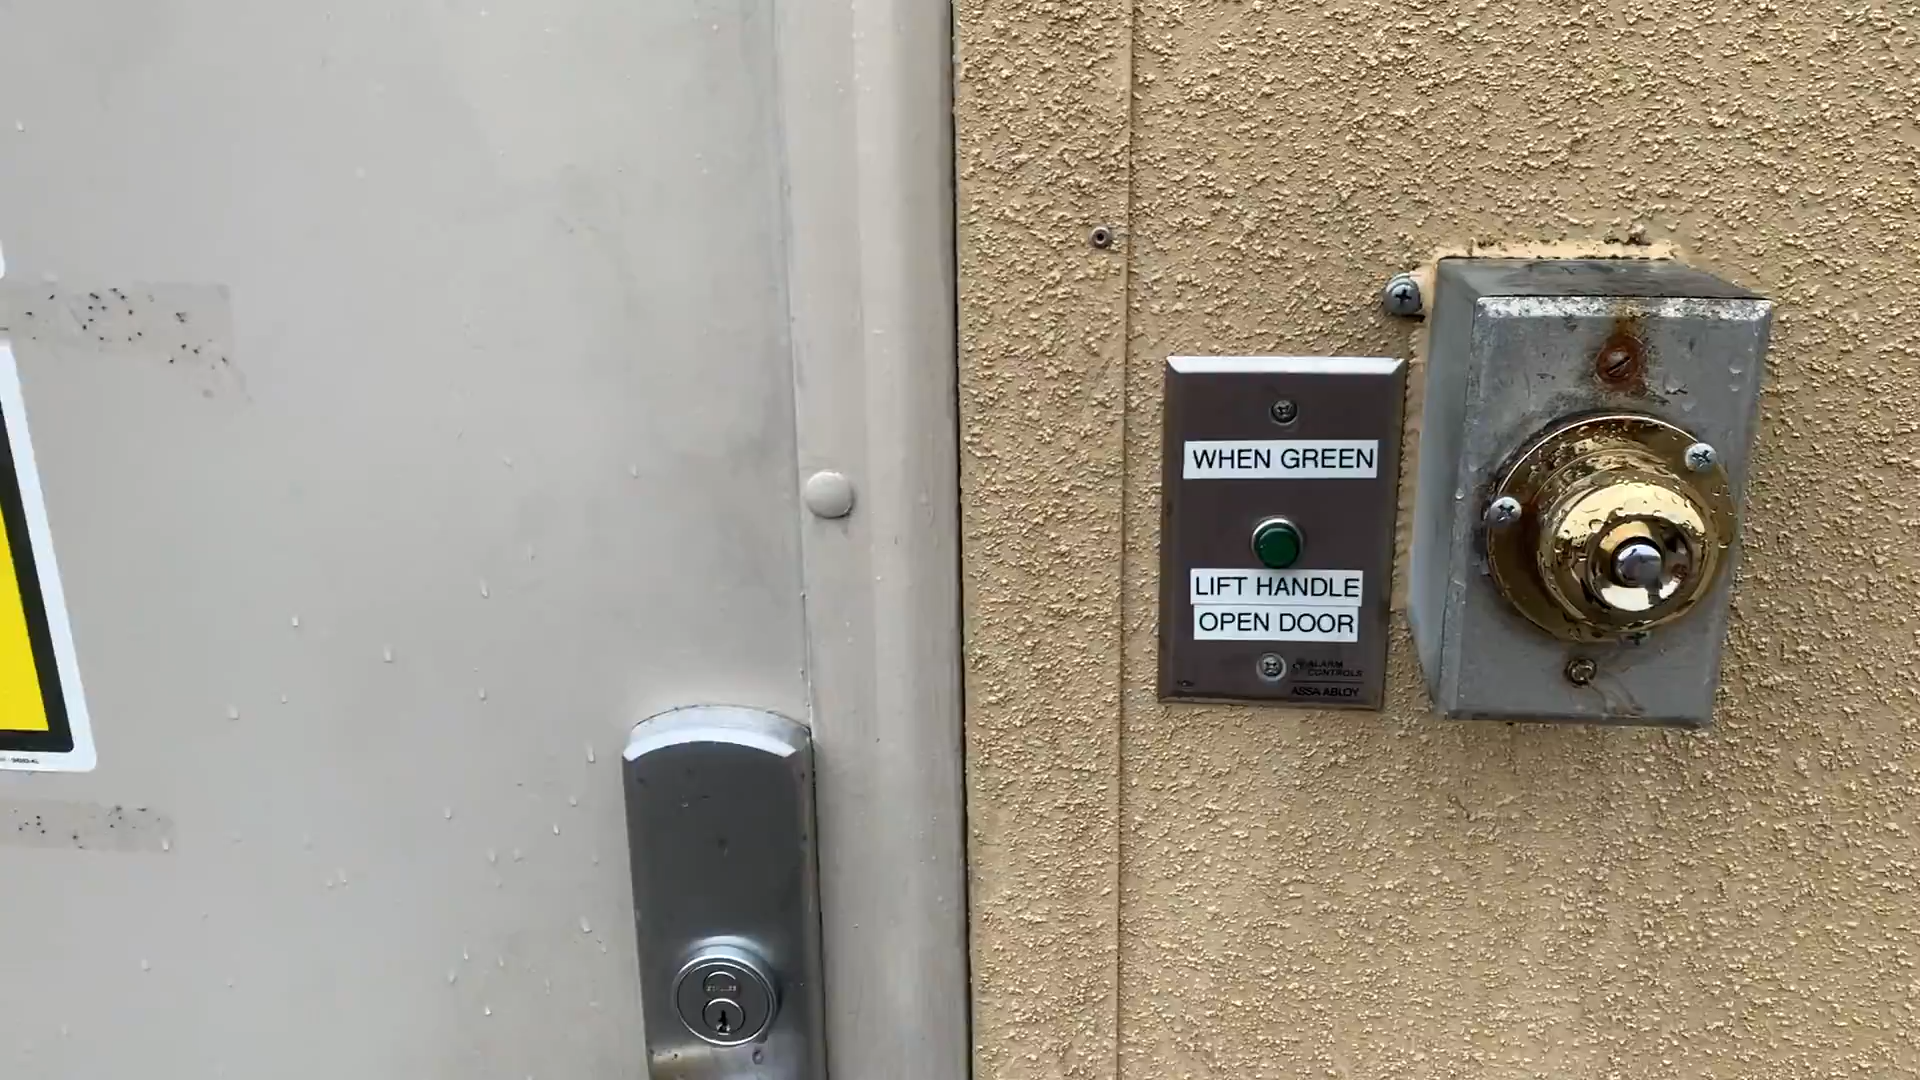 WHEN GREEN
LIFT HANDLE
OPEN DOOR
ALARM
CONTROLS
ASSA ABLOY